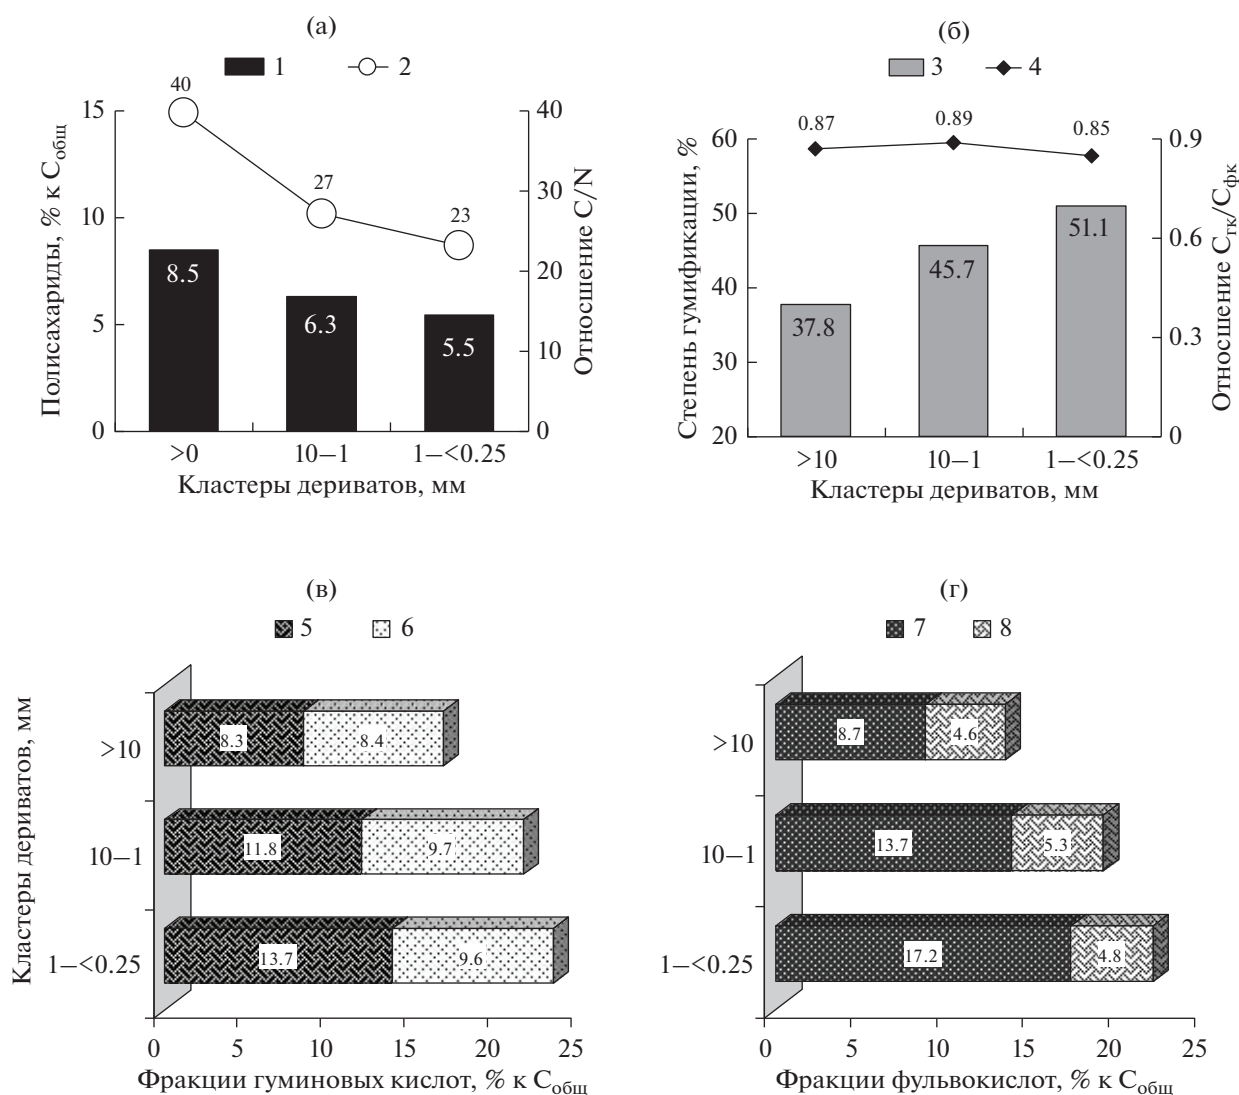 (а)
1 2
Полисахариды, % к Cобщ
15
10
5
0
40
27
23
8.5
6.3
5.5
40
30
20
10
0
Относшение C/N
>0 10–1 1–<0.25
Кластеры дериватов, мм
(б)
3 4
Степень гумификации, %
60
50
40
30
20
0.87
0.89
0.85
37.8
45.7
51.1
0.9
0.6
0.3
0
Относшение Cгк/Cфк
>10 10–1 1–<0.25
Кластеры дериватов, мм
(в)
5 6
Кластеры дериватов, мм
>10 8.3 8.4
10–1 11.8 9.7
1–<0.25 13.7 9.6
0 5 10 15 20 25
Фракции гуминовых кислот, % к Cобщ
(г)
7 8
>10 8.7 4.6
10–1 13.7 5.3
1–<0.25 17.2 4.8
0 5 10 15 20 25
Фракции фульвокислот, % к Cобщ